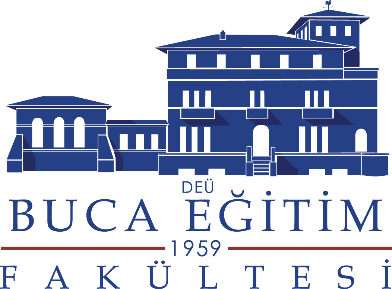 DEÜ
BUCA EĞİTİM
1959
FAKÜLTESİ